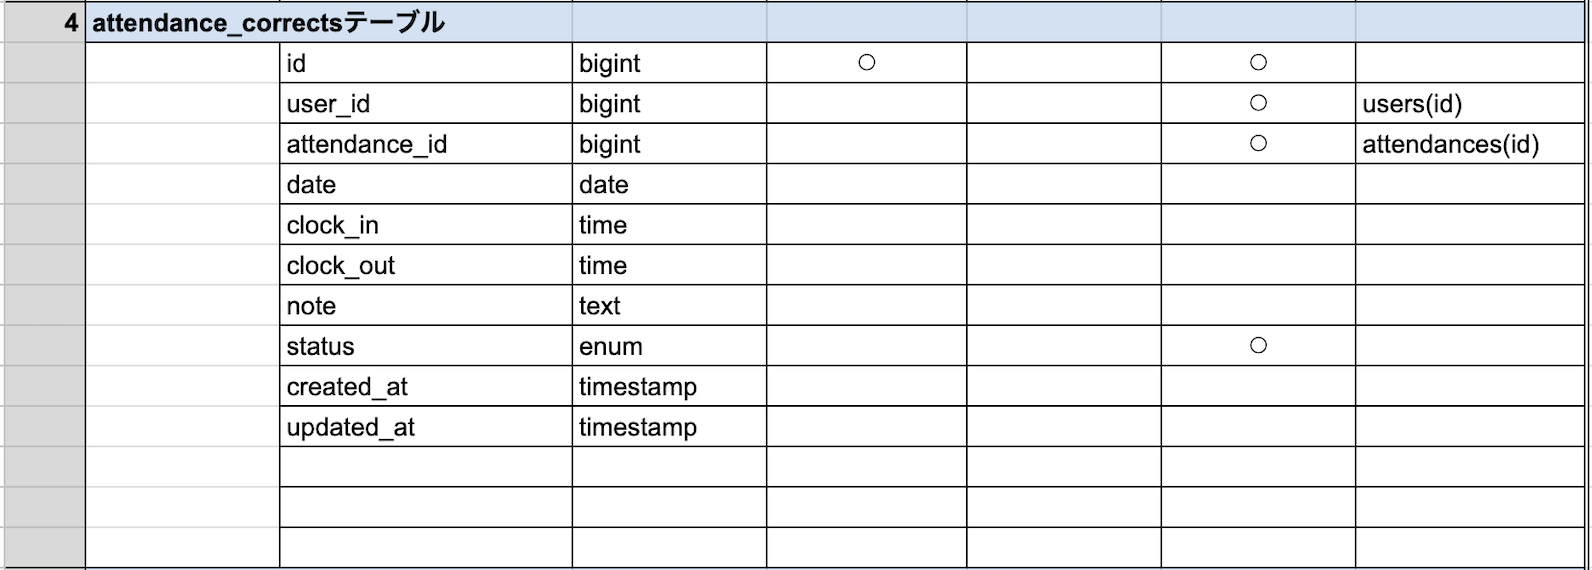 4 attendance_correctsテーブル
id bigint ○ ○
user_id bigint ○ users(id)
attendance_id bigint ○ attendances(id)
date date
clock_in time
clock_out time
note text
status enum ○
created_at timestamp
updated_at timestamp